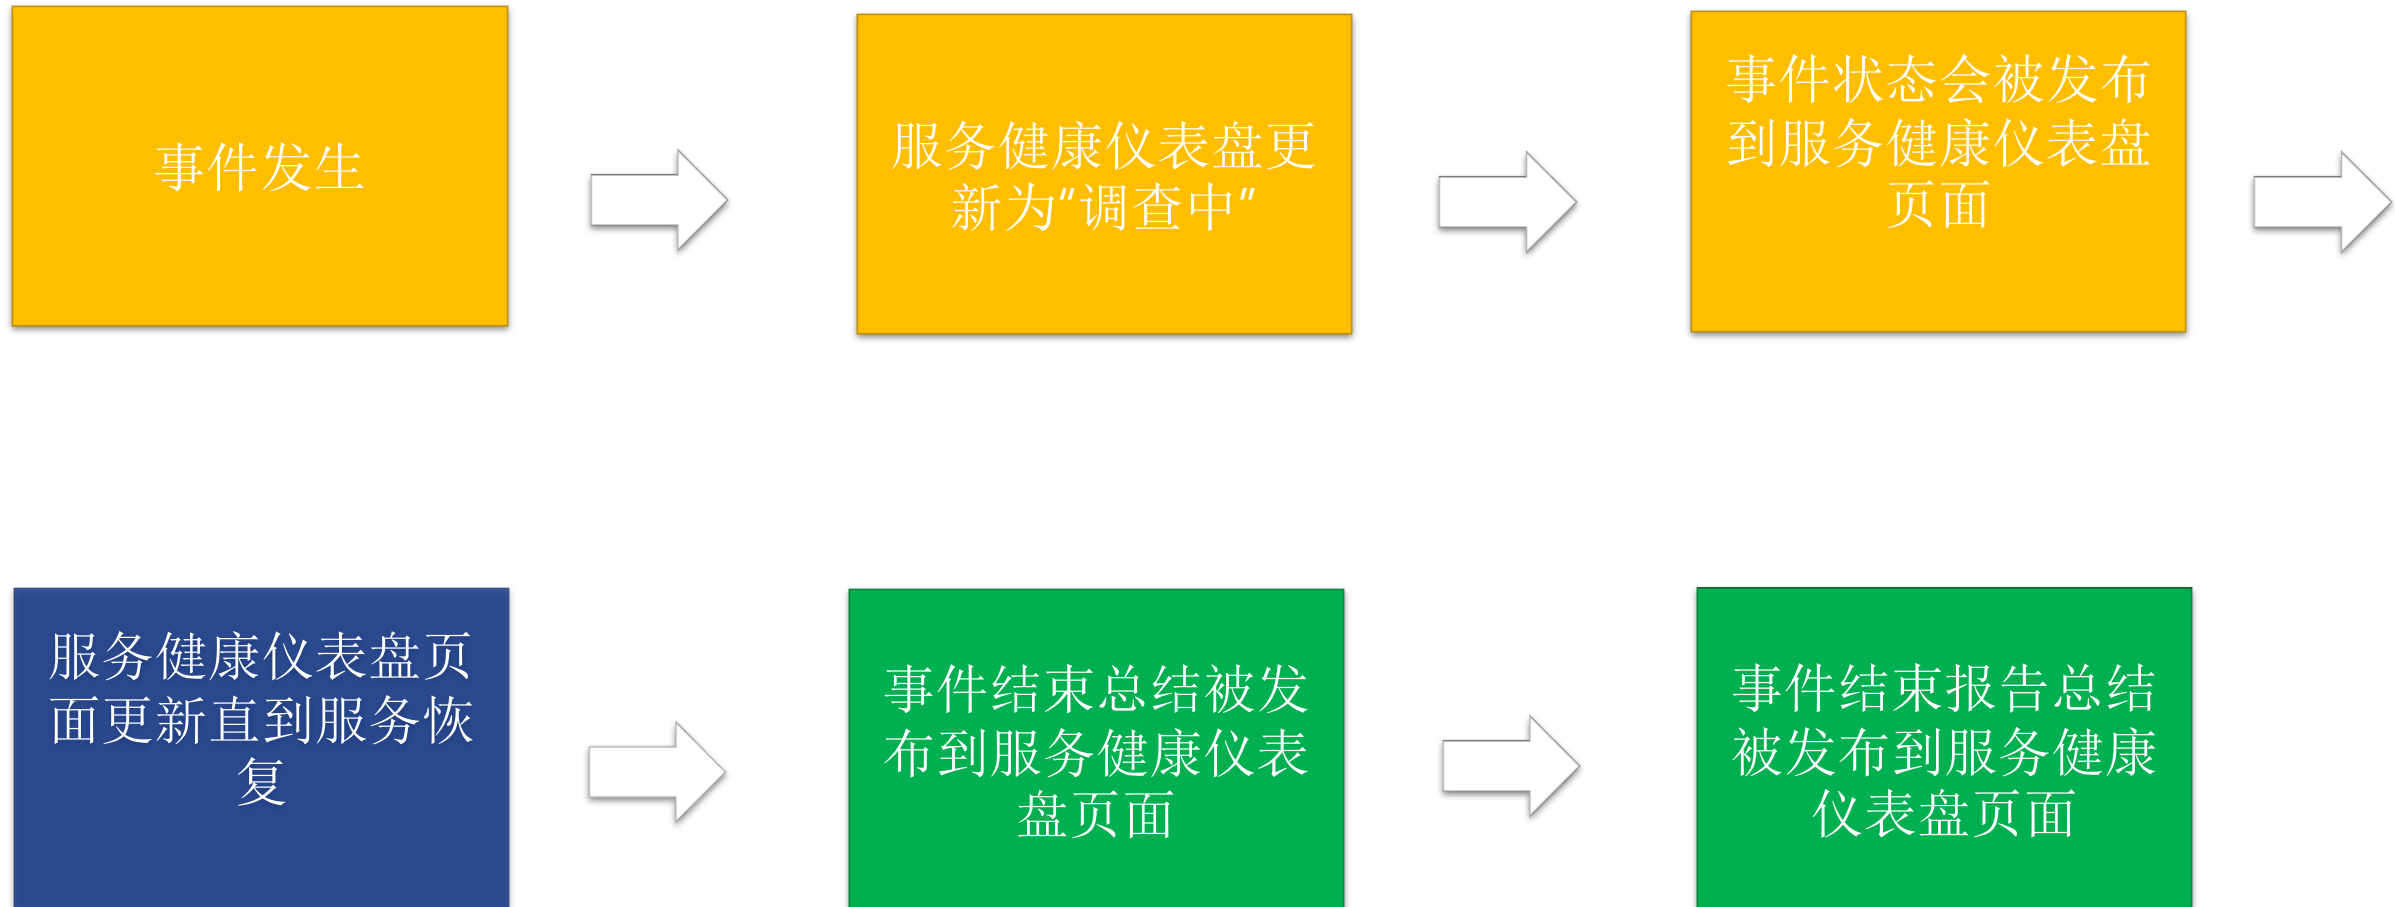 事件发生
服务健康仪表盘更
新为“调查中”
事件状态会被发布
到服务健康仪表盘
页面
服务健康仪表盘页
面更新直到服务恢
复
事件结束总结被发
布到服务健康仪表
盘页面
事件结束报告总结
被发布到服务健康
仪表盘页面